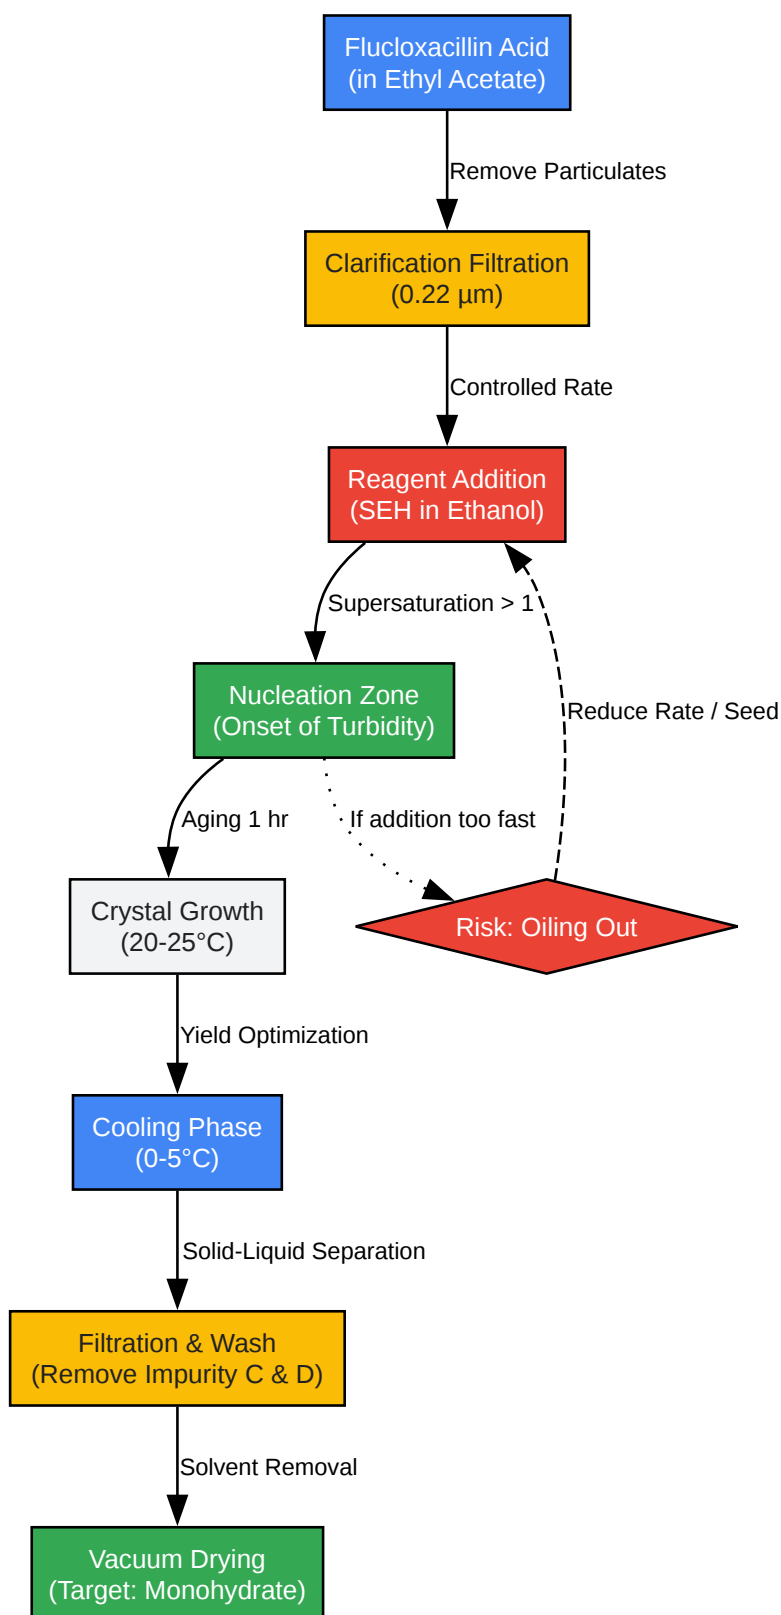 Flucloxacillin Acid
(in Ethyl Acetate)
Remove Particulates
Clarification Filtration
(0.22 µm)
Controlled Rate
Reagent Addition
(SEH in Ethanol)
Supersaturation > 1
Nucleation Zone
(Onset of Turbidity)
Reduce Rate / Seed
Aging 1 hr
If addition too fast
Crystal Growth
(20-25°C)
Risk: Oiling Out
Yield Optimization
Cooling Phase
(0-5°C)
Solid-Liquid Separation
Filtration & Wash
(Remove Impurity C & D)
Solvent Removal
Vacuum Drying
(Target: Monohydrate)